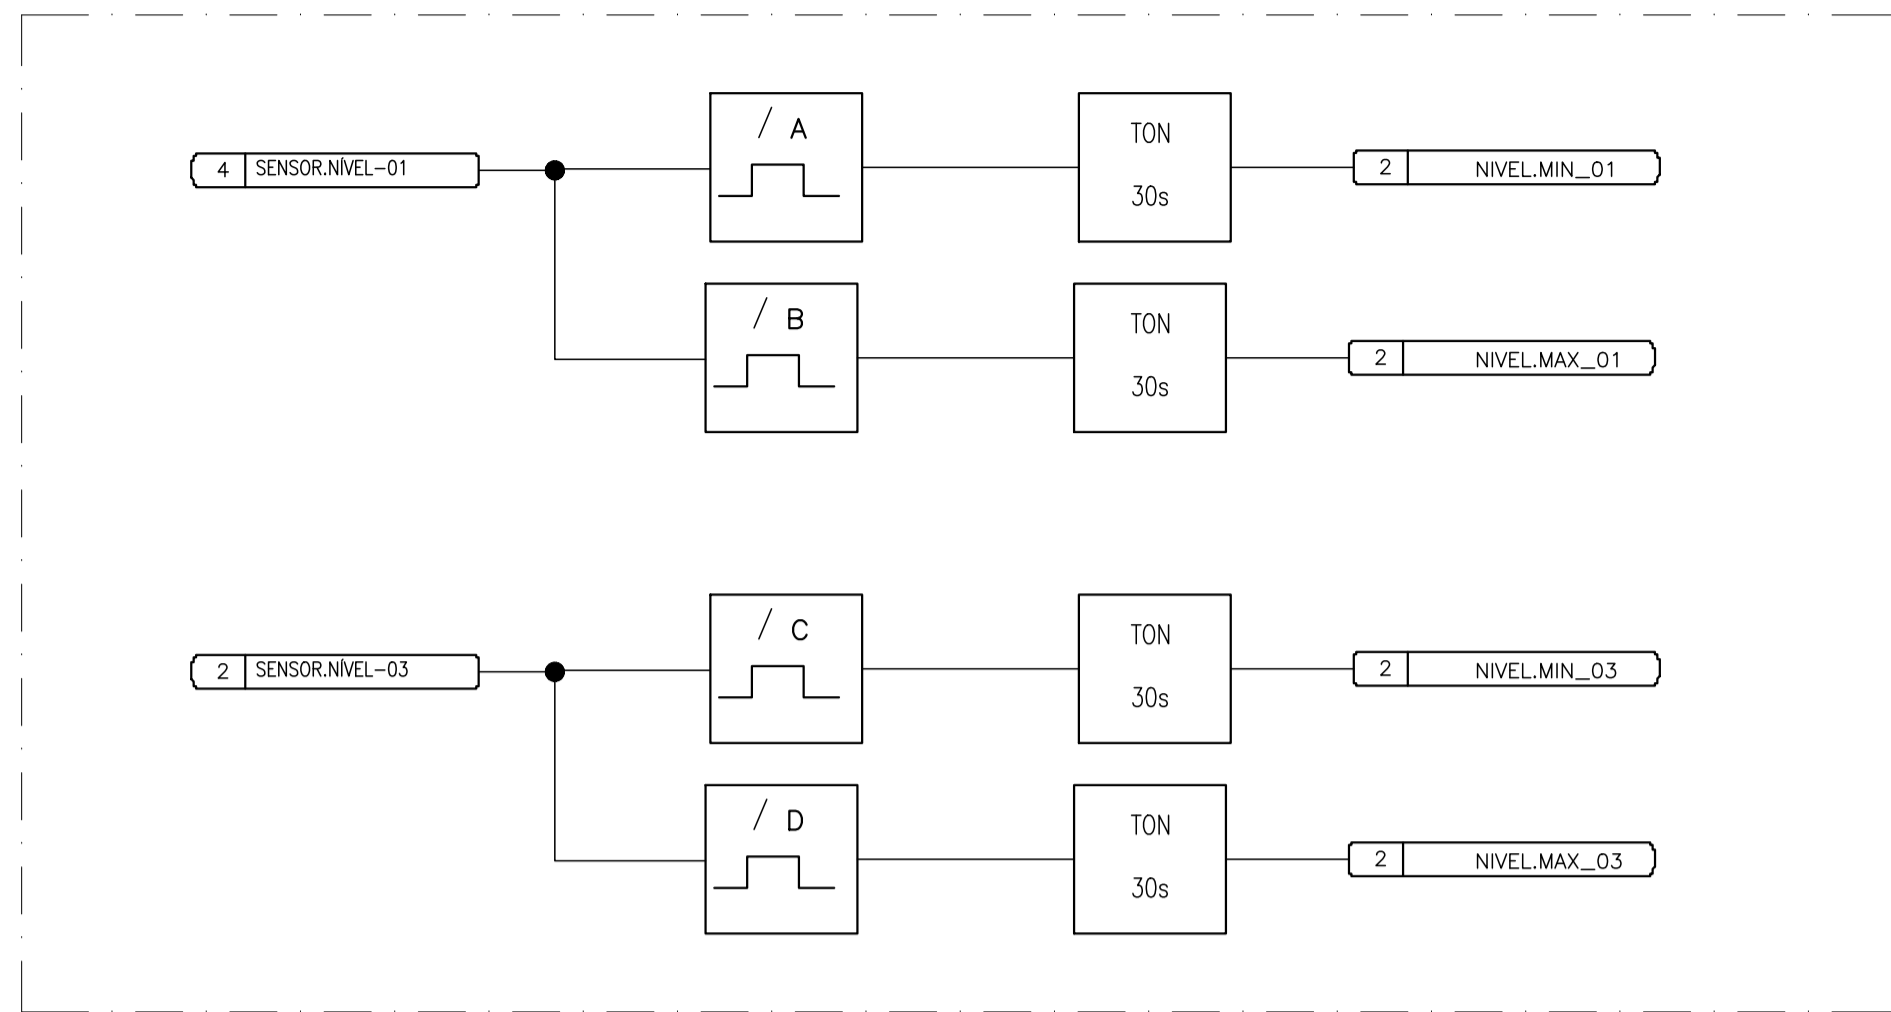 / A
TON
4 SENSOR.NÍVEL-01
2 NIVEL.MIN_01
30s
/ B
TON
2 NIVEL.MAX_01
30s
/ C
TON
2 SENSOR.NÍVEL-03
2 NIVEL.MIN_03
30s
/ D
TON
2 NIVEL.MAX_03
30s